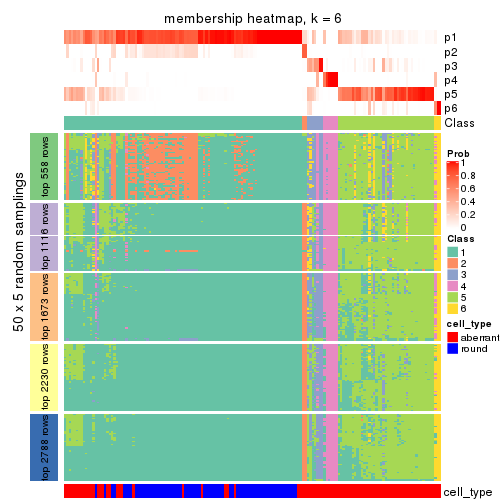 membership heatmap, k = 6
p1
p2
p3
p4
p5
p6
Class
50 x 5 random samplings
top 558 rows
top 1116 rows
top 1673 rows
top 2230 rows
top 2788 rows
cell_type
Prob
1
0.8
0.6
0.4
0.2
0
Class
1
2
3
4
5
6
cell_type
aberrant
round